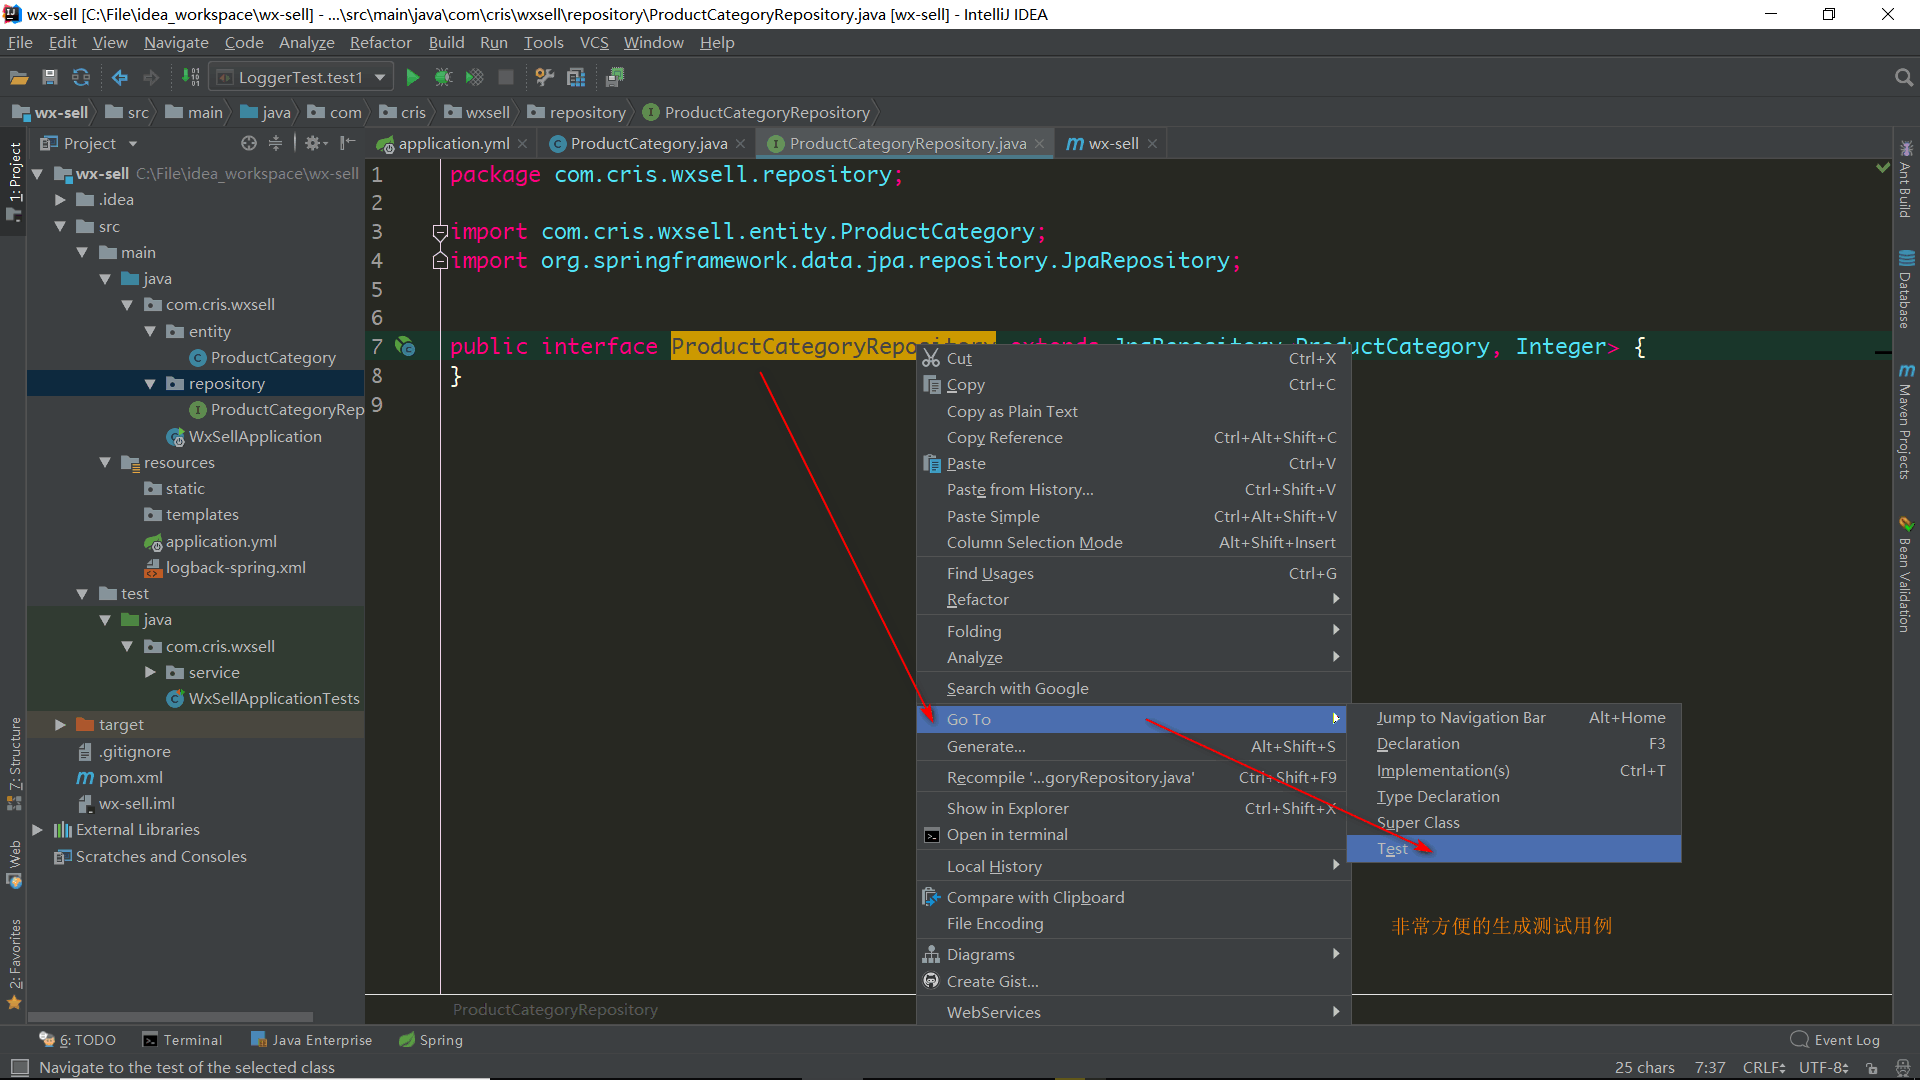 wx-sell [C:\File\idea_workspace\wx-sell] - ...\src\main\java\com\cris\wxsell\repository\ProductCategoryRepository.java [wx-sell] - IntelliJ IDEA
File Edit View Navigate Code Analyze Refactor Build Run Tools VCS Window Help
LoggerTest.test1
wx-sell src main java com cris wxsell repository ProductCategoryRepository
Project
application.yml ProductCategory.java ProductCategoryRepository.java wx-sell
1: Project
7: Structure
Web
2: Favorites
wx-sell C:\File\idea_workspace\wx-sell
.idea
src
main
java
com.cris.wxsell
entity
ProductCategory
repository
ProductCategoryRep
WxSellApplication
resources
static
templates
application.yml
logback-spring.xml
test
java
com.cris.wxsell
service
WxSellApplicationTests
target
.gitignore
pom.xml
wx-sell.iml
External Libraries
Scratches and Consoles
1 package com.cris.wxsell.repository;
2
3 import com.cris.wxsell.entity.ProductCategory;
4 import org.springframework.data.jpa.repository.JpaRepository;
5
6
7 public interface ProductCategoryRepository extends JpaRepository ProductCategory, Integer> {
8 }
9
Cut Ctrl+X
Copy Ctrl+C
Copy as Plain Text
Copy Reference Ctrl+Alt+Shift+C
Paste Ctrl+V
Paste from History... Ctrl+Shift+V
Paste Simple Ctrl+Alt+Shift+V
Column Selection Mode Alt+Shift+Insert
Find Usages Ctrl+G
Refactor
Folding
Analyze
Search with Google
Go To
Generate... Alt+Shift+S
Recompile '...goryRepository.java' Ctrl+Shift+F9
Show in Explorer Ctrl+Shift+X
Open in terminal
Local History
Compare with Clipboard
File Encoding
Diagrams
Create Gist...
WebServices
Jump to Navigation Bar Alt+Home
Declaration F3
Implementation(s) Ctrl+T
Type Declaration
Super Class
Test
非常方便的生成测试用例
Ant Build
Database
Maven Projects
Bean Validation
ProductCategoryRepository
6: TODO Terminal Java Enterprise Spring Event Log
Navigate to the test of the selected class 25 chars 7:37 CRLF UTF-8